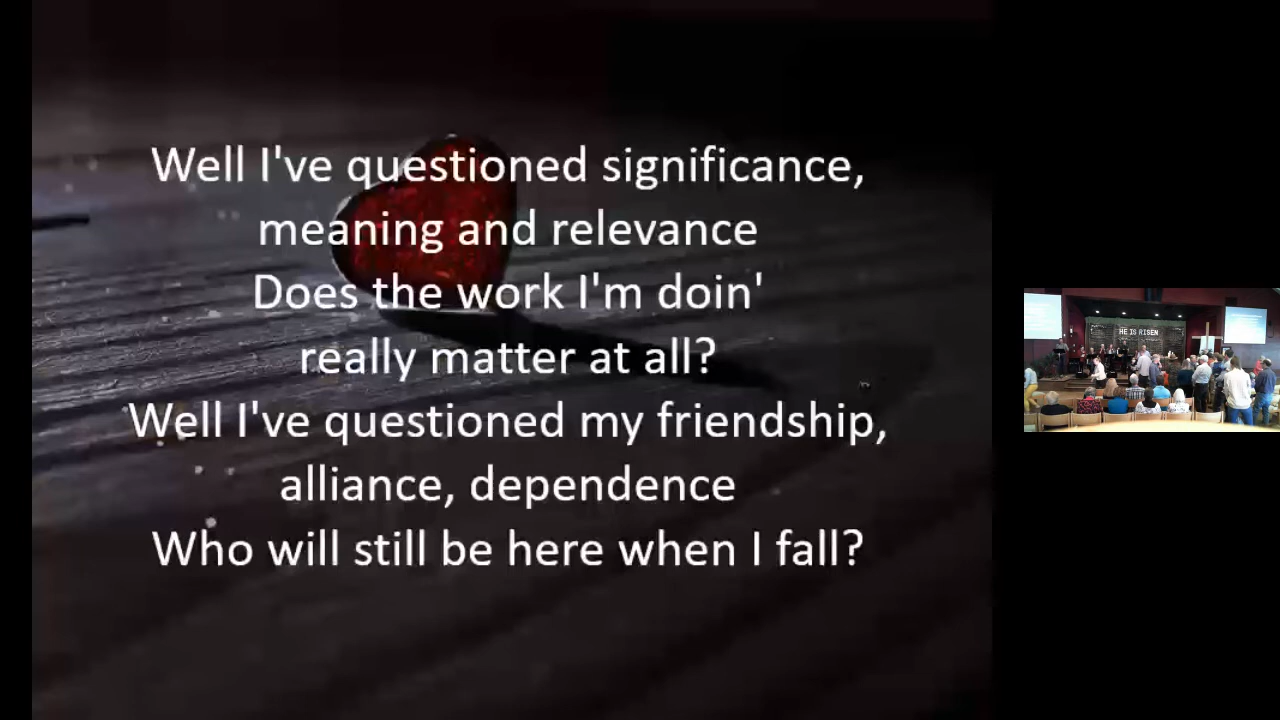 Well I've questioned significance,
meaning and relevance
Does the work I'm doin'
really matter at all?
Well I've questioned my friendship,
alliance, dependence
Who will still be here when I fall?
HE IS RISEN